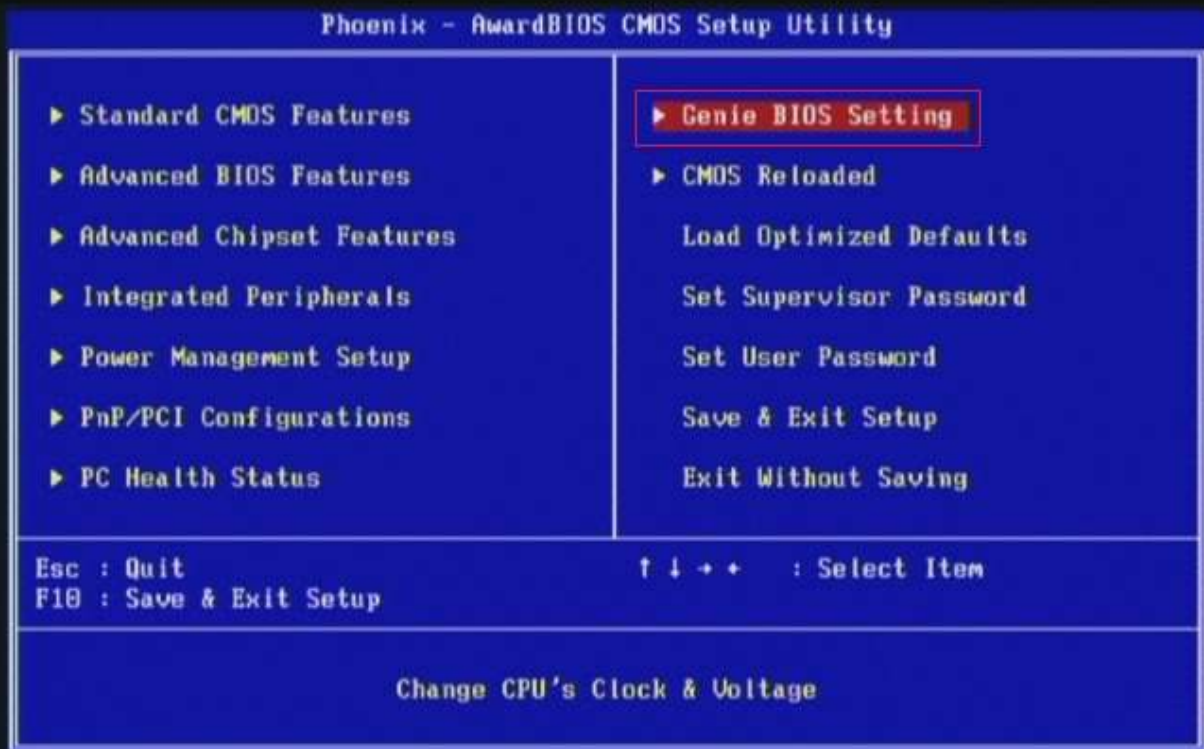 Phoenix - AwardBIOS CMOS Setup Utility
▶ Standard CMOS Features
▶ Advanced BIOS Features
▶ Advanced Chipset Features
▶ Integrated Peripherals
▶ Power Management Setup
▶ PnP/PCI Configurations
▶ PC Health Status
▶ Genie BIOS Setting
▶ CMOS Reloaded
Load Optimized Defaults
Set Supervisor Password
Set User Password
Save & Exit Setup
Exit Without Saving
Esc : Quit
F10 : Save & Exit Setup
↑ ↓ → ← : Select Item
Change CPU's Clock & Voltage